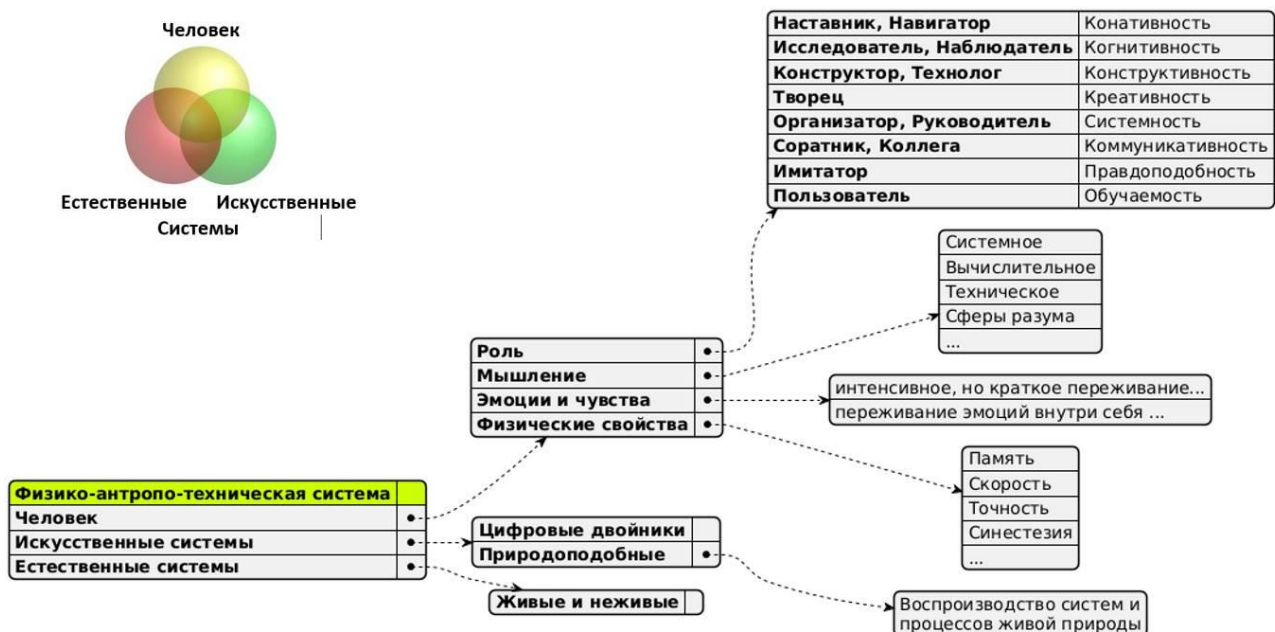 Человек
Естественные Искусственные
Системы
Наставник, Навигатор Конативность
Исследователь, Наблюдатель Когнитивность
Конструктор, Технолог Конструктивность
Творец Креативность
Организатор, Руководитель Системность
Соратник, Коллега Коммуникативность
Имитатор Правдоподобность
Пользователь Обучаемость
Системное
Вычислительное
Техническое
Сферы разума
...
Роль
Мышление
Эмоции и чувства
Физические свойства
интенсивное, но краткое переживание...
переживание эмоций внутри себя ...
Память
Скорость
Точность
Синестезия
...
Физико-антропо-техническая система
Человек
Искусственные системы
Естественные системы
Цифровые двойники
Природоподобные
Живые и неживые
Воспроизводство систем и
процессов живой природы